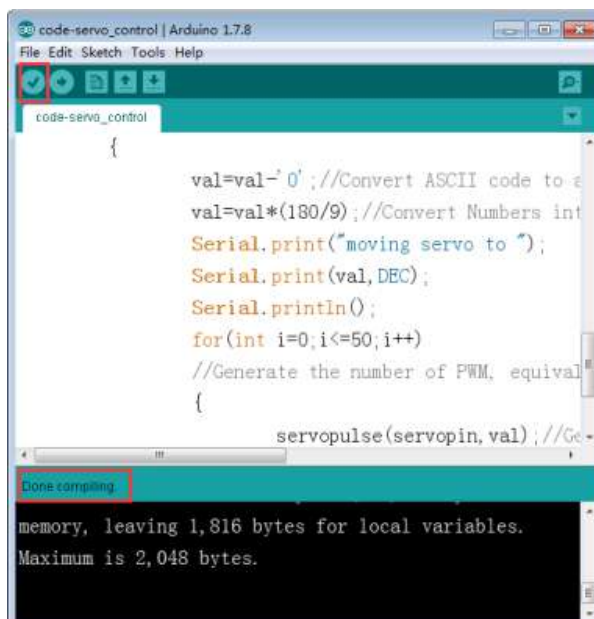 code-servo_control | Arduino 1.7.8
File Edit Sketch Tools Help
code-servo_control
{
val=val-'0';//Convert ASCII code to a
val=val*(180/9);//Convert Numbers int
Serial.print("moving servo to ");
Serial.print(val,DEC);
Serial.println();
for(int i=0;i<=50;i++)
//Generate the number of PWM, equival
{
servopulse(servopin,val);//Ge
Done compiling.
memory, leaving 1,816 bytes for local variables.
Maximum is 2,048 bytes.